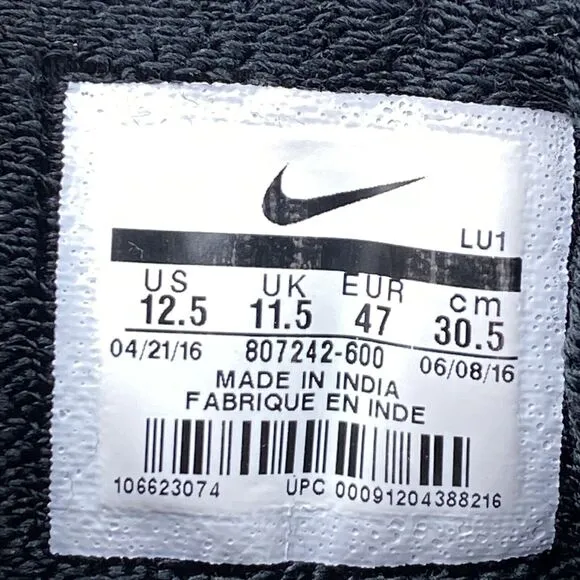 LU1
US UK EUR cm
12.5 11.5 47 30.5
04/21/16 807242-600 06/08/16
MADE IN INDIA
FABRIQUE EN INDE
106623074 UPC 00091204388216